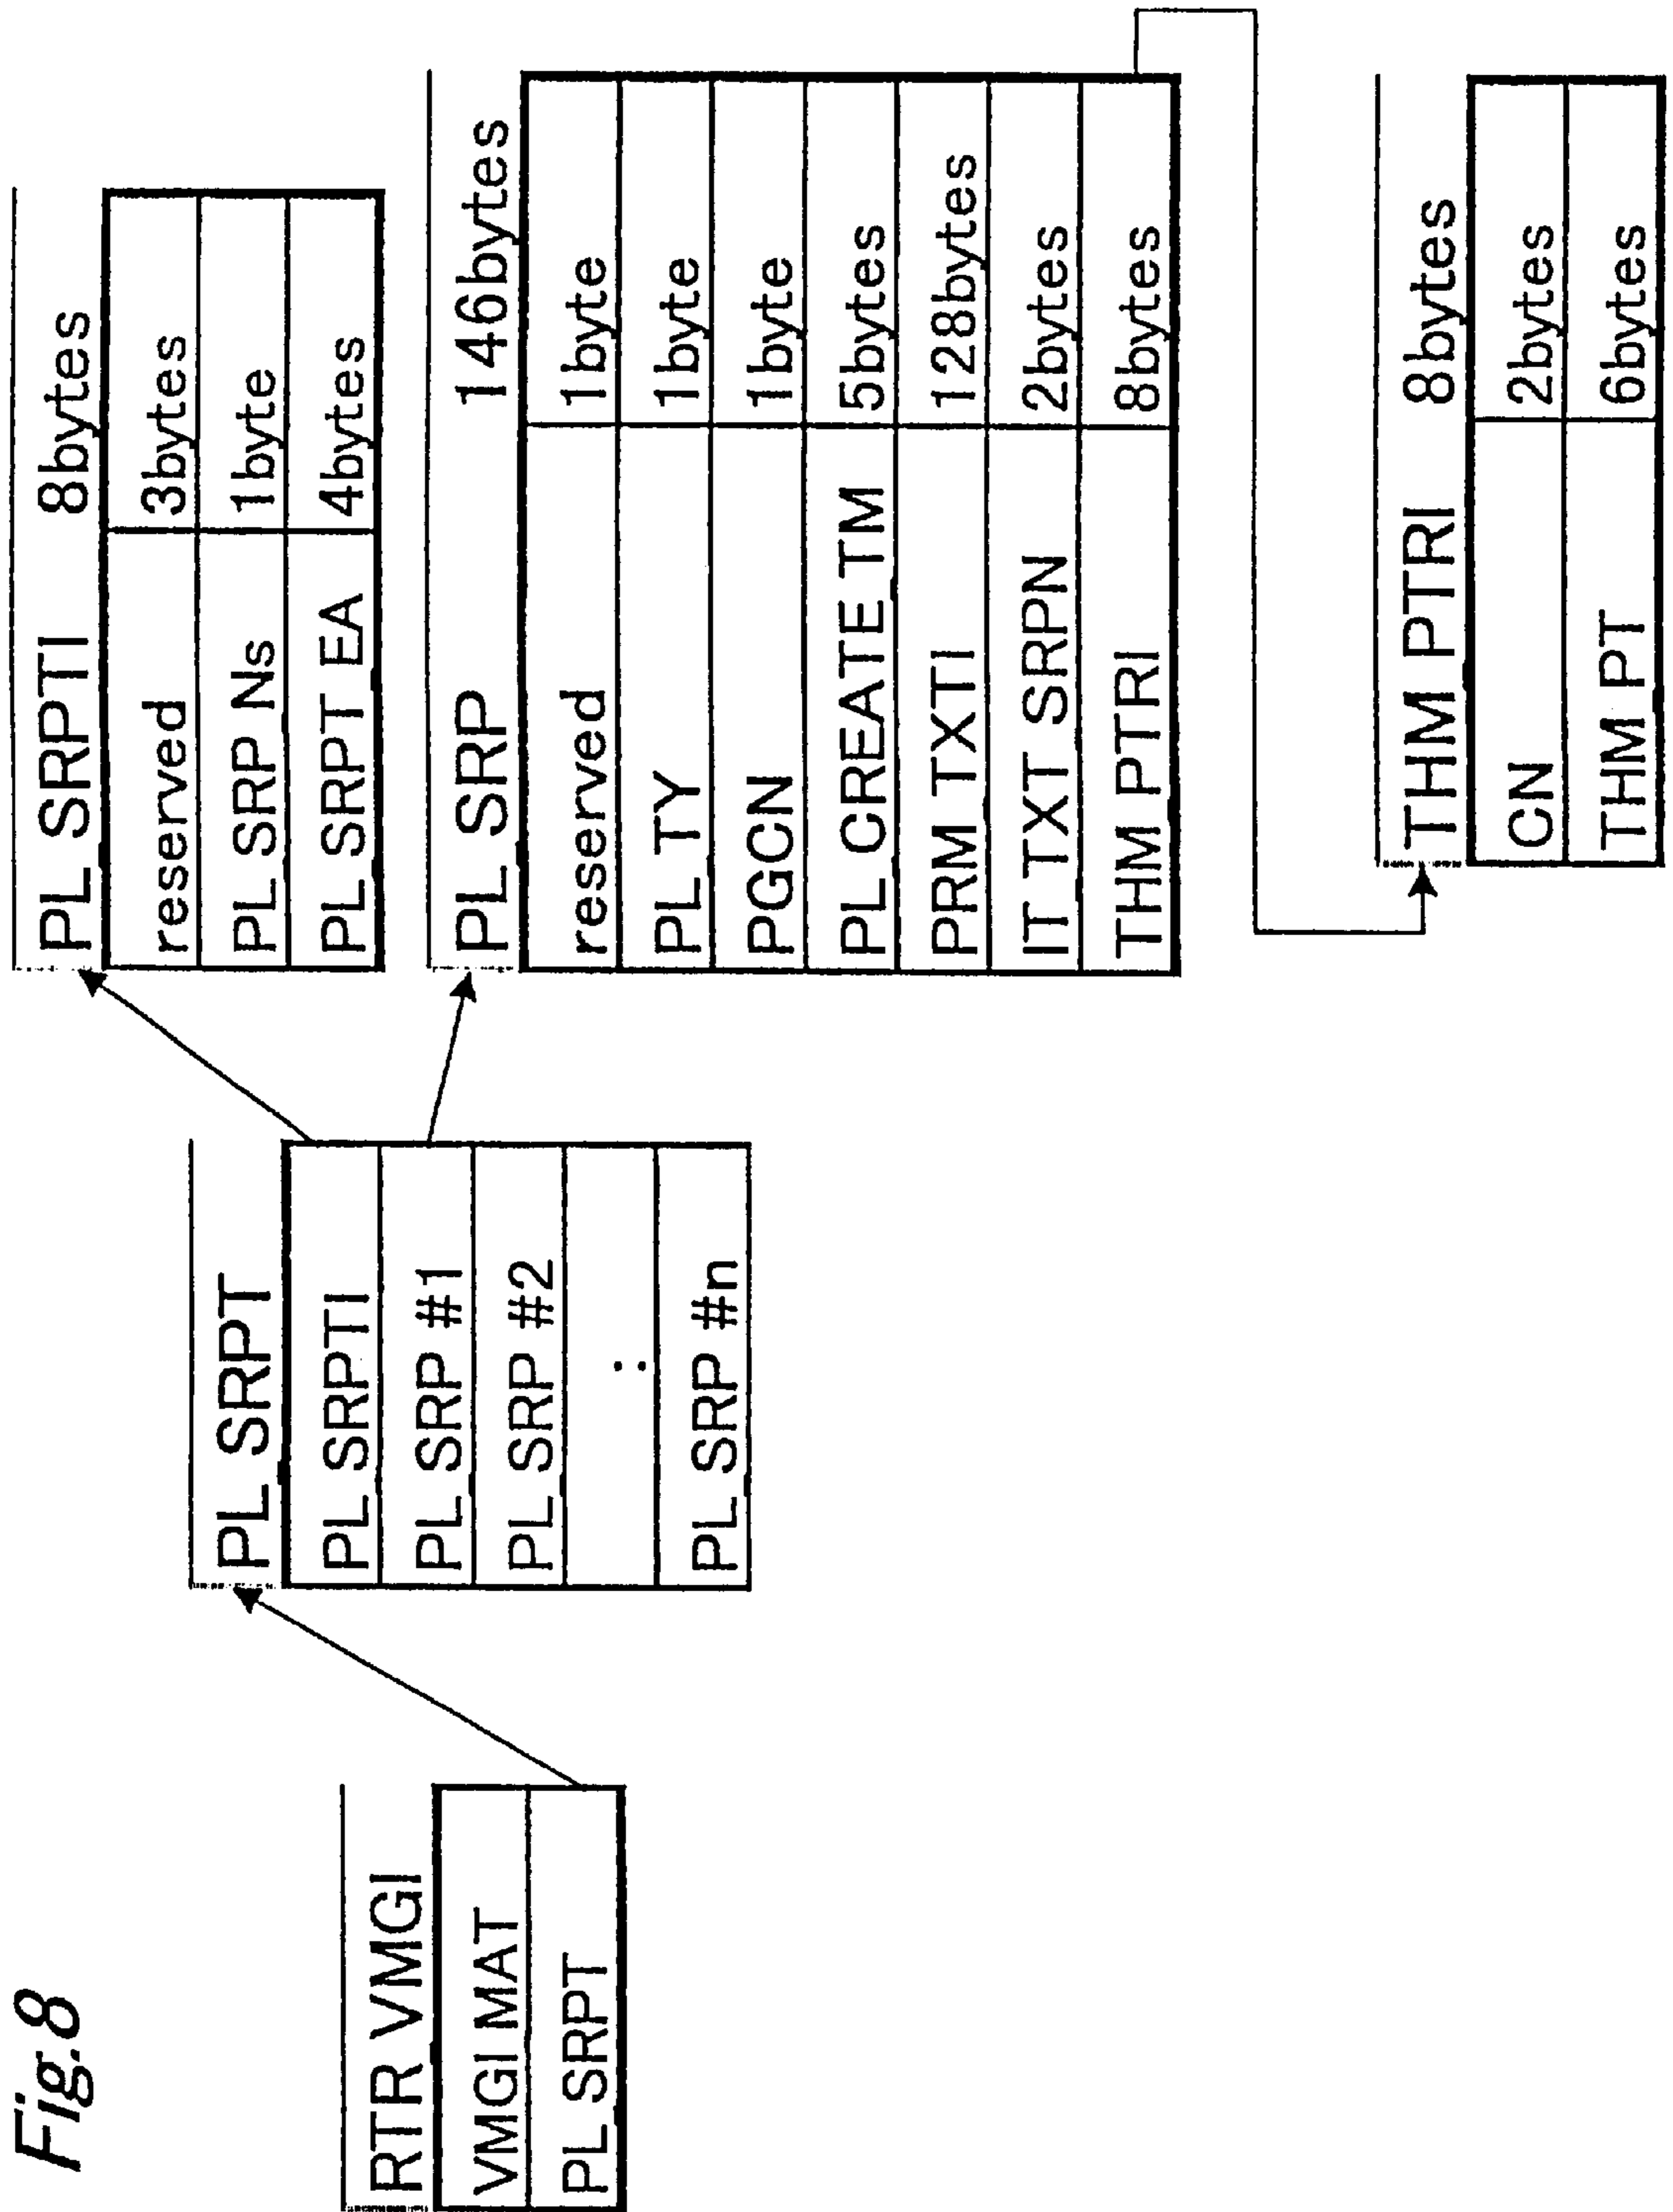 Fig.8
RTR VMGI
VMGI MAT
PL SRPT
PL SRPT
PL SRPTI
PL SRP #1
PL SRP #2
:
PL SRP #n
PL SRPTI 8bytes
reserved 3bytes
PL SRP Ns 1byte
PL SRPT EA 4bytes
PL SRP 146bytes
reserved 1byte
PL TY 1byte
PGCN 1byte
PL CREATE TM 5bytes
PRM TXTI 128bytes
IT TXT SRPN 2bytes
THM PTRI 8bytes
THM PTRI 8bytes
CN 2bytes
THM PT 6bytes